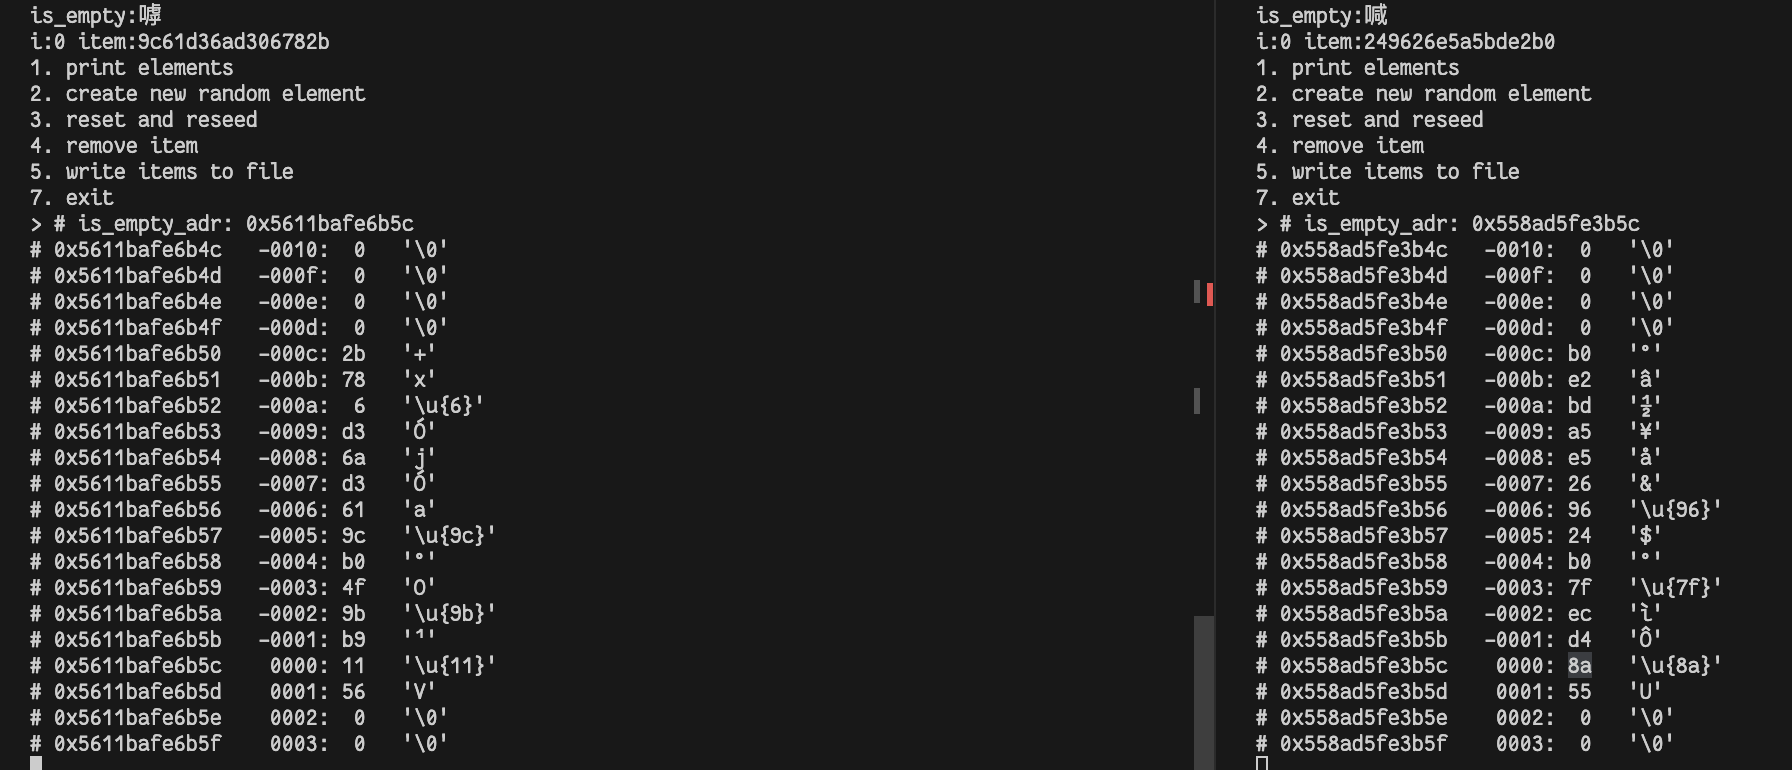 is_empty:嘑
i:0 item:9c61d36ad306782b
1. print elements
2. create new random element
3. reset and reseed
4. remove item
5. write items to file
7. exit
> # is_empty_adr: 0x5611bafe6b5c
# 0x5611bafe6b4c   -0010:  0   '\0'
# 0x5611bafe6b4d   -000f:  0   '\0'
# 0x5611bafe6b4e   -000e:  0   '\0'
# 0x5611bafe6b4f   -000d:  0   '\0'
# 0x5611bafe6b50   -000c: 2b   '+'
# 0x5611bafe6b51   -000b: 78   'x'
# 0x5611bafe6b52   -000a:  6   '\u{6}'
# 0x5611bafe6b53   -0009: d3   'Ó'
# 0x5611bafe6b54   -0008: 6a   'j'
# 0x5611bafe6b55   -0007: d3   'Ó'
# 0x5611bafe6b56   -0006: 61   'a'
# 0x5611bafe6b57   -0005: 9c   '\u{9c}'
# 0x5611bafe6b58   -0004: b0   '°'
# 0x5611bafe6b59   -0003: 4f   'O'
# 0x5611bafe6b5a   -0002: 9b   '\u{9b}'
# 0x5611bafe6b5b   -0001: b9   '¹'
# 0x5611bafe6b5c    0000: 11   '\u{11}'
# 0x5611bafe6b5d    0001: 56   'V'
# 0x5611bafe6b5e    0002:  0   '\0'
# 0x5611bafe6b5f    0003:  0   '\0'
is_empty:喊
i:0 item:249626e5a5bde2b0
1. print elements
2. create new random element
3. reset and reseed
4. remove item
5. write items to file
7. exit
> # is_empty_adr: 0x558ad5fe3b5c
# 0x558ad5fe3b4c   -0010:  0   '\0'
# 0x558ad5fe3b4d   -000f:  0   '\0'
# 0x558ad5fe3b4e   -000e:  0   '\0'
# 0x558ad5fe3b4f   -000d:  0   '\0'
# 0x558ad5fe3b50   -000c: b0   '°'
# 0x558ad5fe3b51   -000b: e2   'â'
# 0x558ad5fe3b52   -000a: bd   '½'
# 0x558ad5fe3b53   -0009: a5   '¥'
# 0x558ad5fe3b54   -0008: e5   'å'
# 0x558ad5fe3b55   -0007: 26   '&'
# 0x558ad5fe3b56   -0006: 96   '\u{96}'
# 0x558ad5fe3b57   -0005: 24   '$'
# 0x558ad5fe3b58   -0004: b0   '°'
# 0x558ad5fe3b59   -0003: 7f   '\u{7f}'
# 0x558ad5fe3b5a   -0002: ec   'ì'
# 0x558ad5fe3b5b   -0001: d4   'Ô'
# 0x558ad5fe3b5c    0000: 8a   '\u{8a}'
# 0x558ad5fe3b5d    0001: 55   'U'
# 0x558ad5fe3b5e    0002:  0   '\0'
# 0x558ad5fe3b5f    0003:  0   '\0'